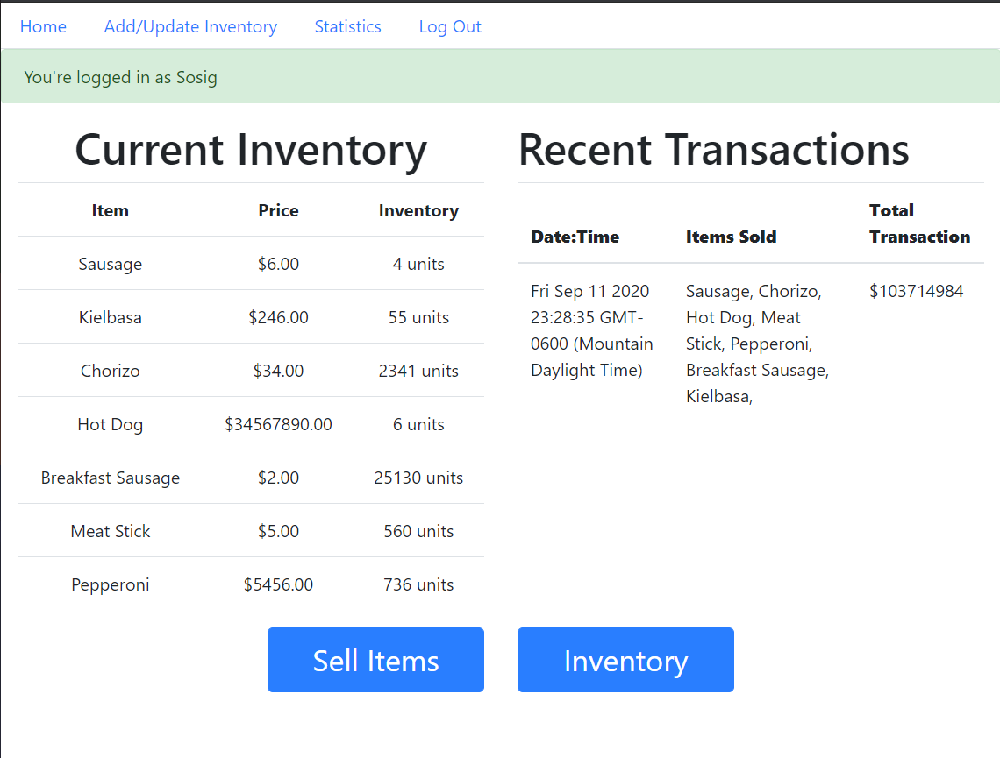 Home Add/Update Inventory Statistics Log Out
You're logged in as Sosig
Current Inventory
Item Price Inventory
Sausage $6.00 4 units
Kielbasa $246.00 55 units
Chorizo $34.00 2341 units
Hot Dog $34567890.00 6 units
Breakfast Sausage $2.00 25130 units
Meat Stick $5.00 560 units
Pepperoni $5456.00 736 units
Recent Transactions
Date:Time Items Sold Total
Transaction
Fri Sep 11 2020 Sausage, Chorizo, $103714984
23:28:35 GMT- Hot Dog, Meat
0600 (Mountain Stick, Pepperoni,
Daylight Time) Breakfast Sausage,
Kielbasa,
Sell Items Inventory